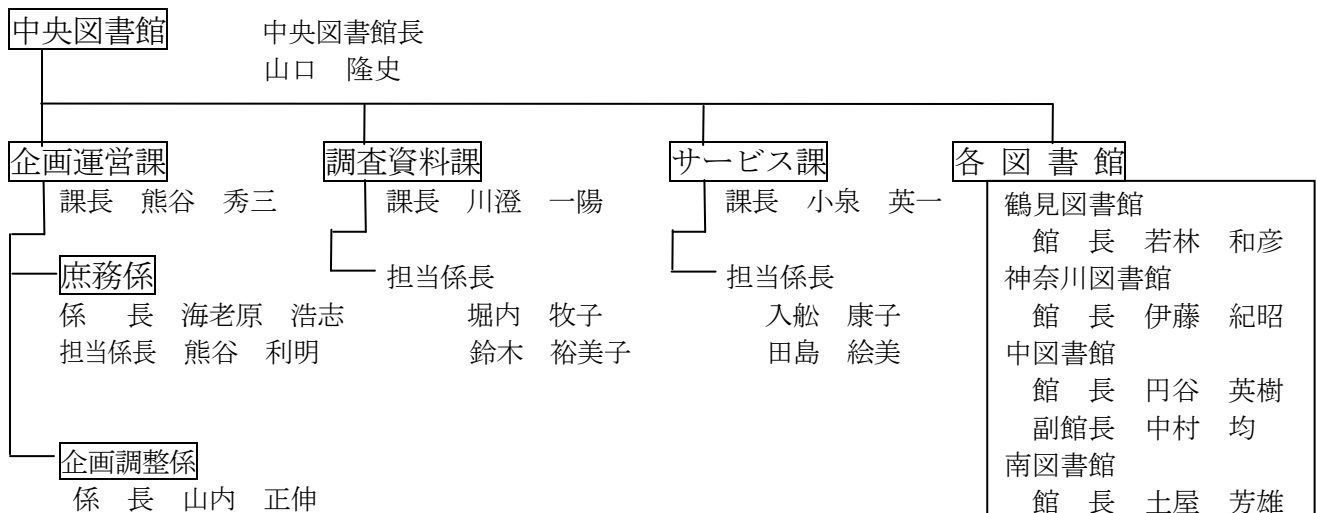 中央図書館
中央図書館長
山口 隆史
企画運営課
課長 熊谷 秀三
庶務係
係 長 海老原 浩志
担当係長 熊谷 利明
企画調整係
係 長 山内 正伸
調査資料課
課長 川澄 一陽
担当係長
堀内 牧子
鈴木 裕美子
サービス課
課長 小泉 英一
担当係長
入舩 康子
田島 絵美
各 図 書 館
鶴見図書館
館 長 若林 和彦
神奈川図書館
館 長 伊藤 紀昭
中図書館
館 長 円谷 英樹
副館長 中村 均
南図書館
館 長 土屋 芳雄